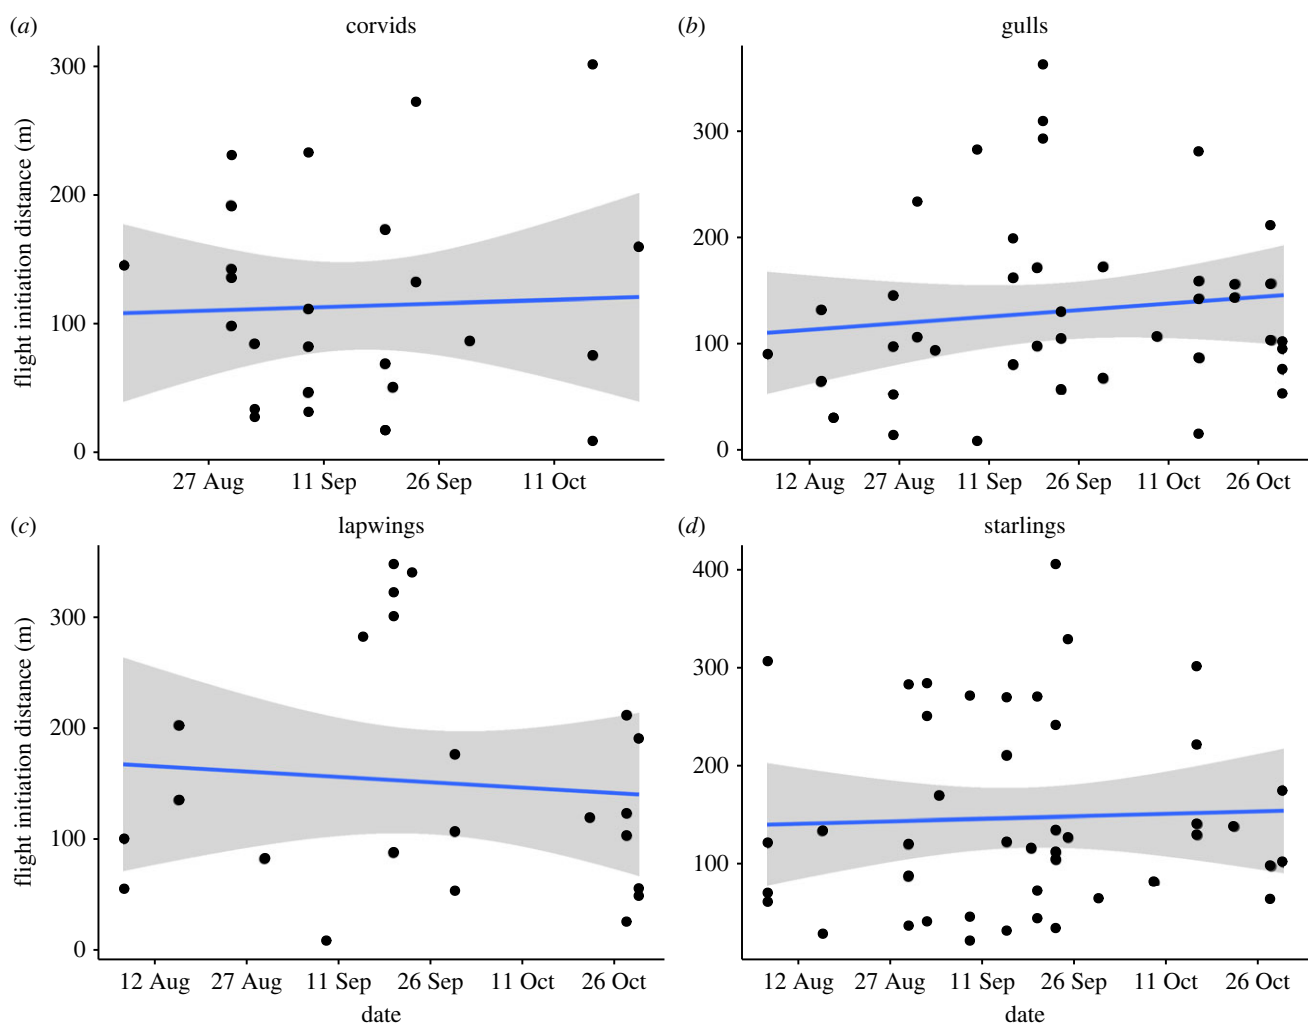 (a) corvids
flight initiation distance (m)
300
200
100
0
27 Aug 11 Sep 26 Sep 11 Oct
(b) gulls
300
200
100
0
12 Aug 27 Aug 11 Sep 26 Sep 11 Oct 26 Oct
(c) lapwings
flight initiation distance (m)
300
200
100
0
12 Aug 27 Aug 11 Sep 26 Sep 11 Oct 26 Oct
date
(d) starlings
400
300
200
100
12 Aug 27 Aug 11 Sep 26 Sep 11 Oct 26 Oct
date